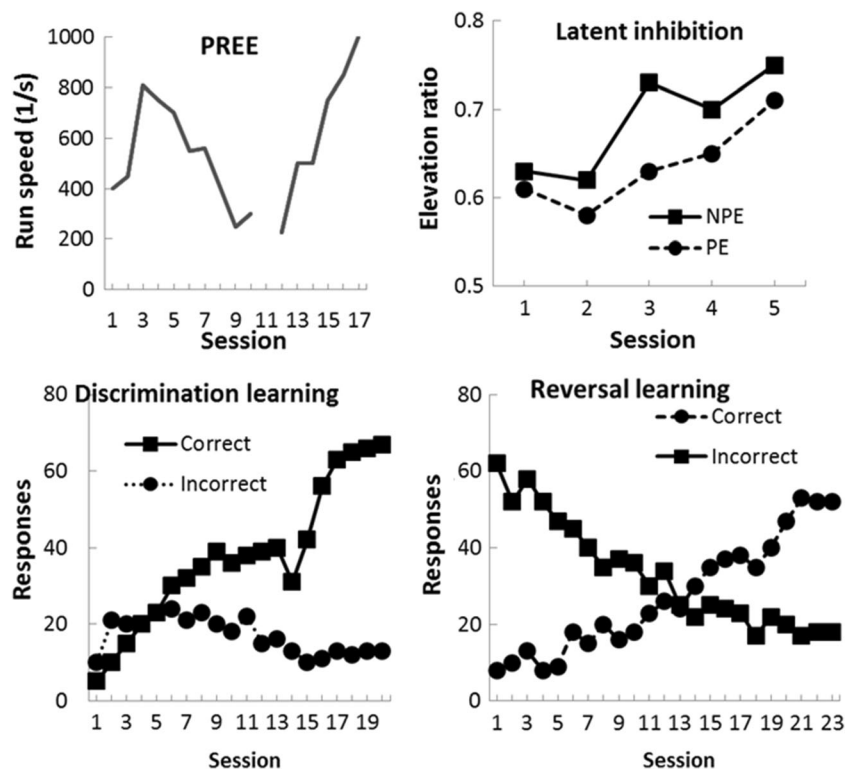 PREE
Run speed (1/s)
1000
800
600
400
200
0
1 3 5 7 9 11 13 15 17
Session
Latent inhibition
Elevation ratio
0.8
0.7
0.6
0.5
NPE
PE
1 2 3 4 5
Session
Discrimination learning
Responses
80
60
40
20
0
Correct
Incorrect
1 3 5 7 9 11 13 15 17 19
Session
Reversal learning
Responses
80
60
40
20
0
Correct
Incorrect
1 3 5 7 9 11 13 15 17 19 21 23
Session